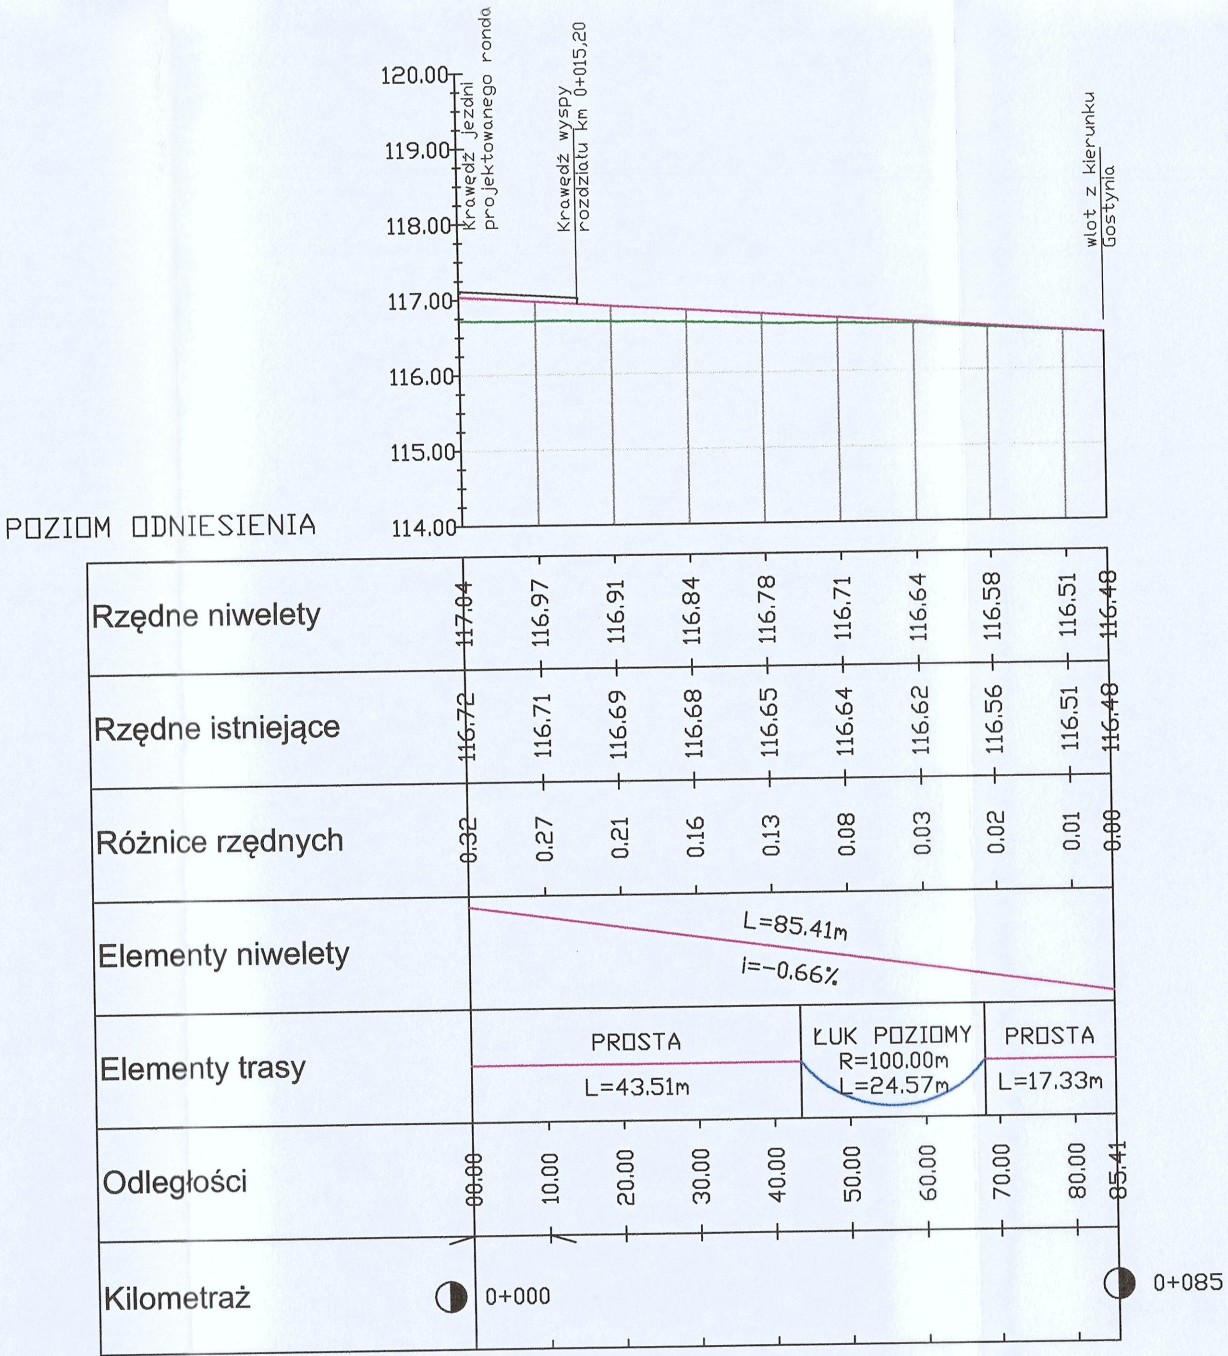 120.00
119.00
118.00
117.00
116.00
115.00
114.00
Krawędź jezdni
projektowanego ronda
Krawędź wyspy
rozdziału km 0+015,20
wlot z kierunku
Gostynia
POZIOM ODNIESIENIA
Rzędne niwelety
117.04 116.97 116.91 116.84 116.78 116.71 116.64 116.58 116.51 116.48
Rzędne istniejące
116.72 116.71 116.69 116.68 116.65 116.64 116.62 116.56 116.51 116.48
Różnice rzędnych
0.32 0.27 0.21 0.16 0.13 0.08 0.03 0.02 0.01 0.00
Elementy niwelety
L=85.41m
i=-0.66%
Elementy trasy
PROSTA
L=43.51m
ŁUK POZIOMY
R=100.00m
L=24.57m
PROSTA
L=17.33m
Odległości
00.00 10.00 20.00 30.00 40.00 50.00 60.00 70.00 80.00 85.41
Kilometraż
0+000
0+085